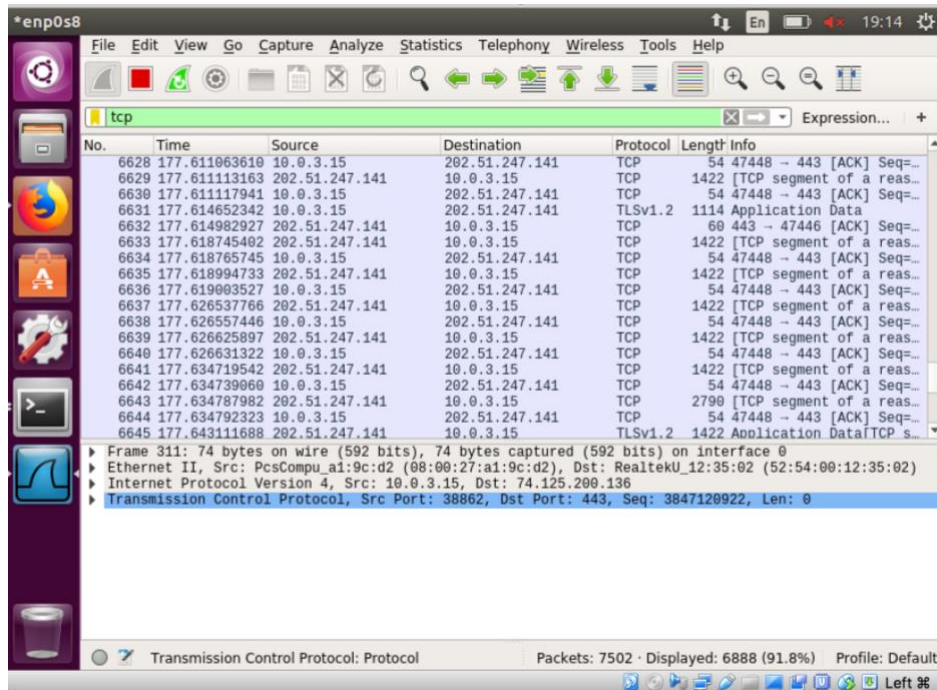 *enp0s8 En 19:14
File Edit View Go Capture Analyze Statistics Telephony Wireless Tools Help
tcp Expression... +
No. Time Source Destination Protocol Length Info
6628 177.611063610 10.0.3.15 202.51.247.141 TCP 54 47448 → 443 [ACK] Seq=…
6629 177.611113163 202.51.247.141 10.0.3.15 TCP 1422 [TCP segment of a reas…
6630 177.611117941 10.0.3.15 202.51.247.141 TCP 54 47448 → 443 [ACK] Seq=…
6631 177.614652342 10.0.3.15 202.51.247.141 TLSv1.2 1114 Application Data
6632 177.614982927 202.51.247.141 10.0.3.15 TCP 60 443 → 47446 [ACK] Seq=…
6633 177.618745402 202.51.247.141 10.0.3.15 TCP 1422 [TCP segment of a reas…
6634 177.618765745 10.0.3.15 202.51.247.141 TCP 54 47448 → 443 [ACK] Seq=…
6635 177.618994733 202.51.247.141 10.0.3.15 TCP 1422 [TCP segment of a reas…
6636 177.619003527 10.0.3.15 202.51.247.141 TCP 54 47448 → 443 [ACK] Seq=…
6637 177.626537766 202.51.247.141 10.0.3.15 TCP 1422 [TCP segment of a reas…
6638 177.626557446 10.0.3.15 202.51.247.141 TCP 54 47448 → 443 [ACK] Seq=…
6639 177.626625897 202.51.247.141 10.0.3.15 TCP 1422 [TCP segment of a reas…
6640 177.626631322 10.0.3.15 202.51.247.141 TCP 54 47448 → 443 [ACK] Seq=…
6641 177.634719542 202.51.247.141 10.0.3.15 TCP 1422 [TCP segment of a reas…
6642 177.634739060 10.0.3.15 202.51.247.141 TCP 54 47448 → 443 [ACK] Seq=…
6643 177.634787982 202.51.247.141 10.0.3.15 TCP 2790 [TCP segment of a reas…
6644 177.634792323 10.0.3.15 202.51.247.141 TCP 54 47448 → 443 [ACK] Seq=…
6645 177.643111688 202.51.247.141 10.0.3.15 TLSv1.2 1422 Application Data[TCP s…
Frame 311: 74 bytes on wire (592 bits), 74 bytes captured (592 bits) on interface 0
Ethernet II, Src: PcsCompu_a1:9c:d2 (08:00:27:a1:9c:d2), Dst: RealtekU_12:35:02 (52:54:00:12:35:02)
Internet Protocol Version 4, Src: 10.0.3.15, Dst: 74.125.200.136
Transmission Control Protocol, Src Port: 38862, Dst Port: 443, Seq: 3847120922, Len: 0
Transmission Control Protocol: Protocol Packets: 7502 · Displayed: 6888 (91.8%) Profile: Default
Left ⌘